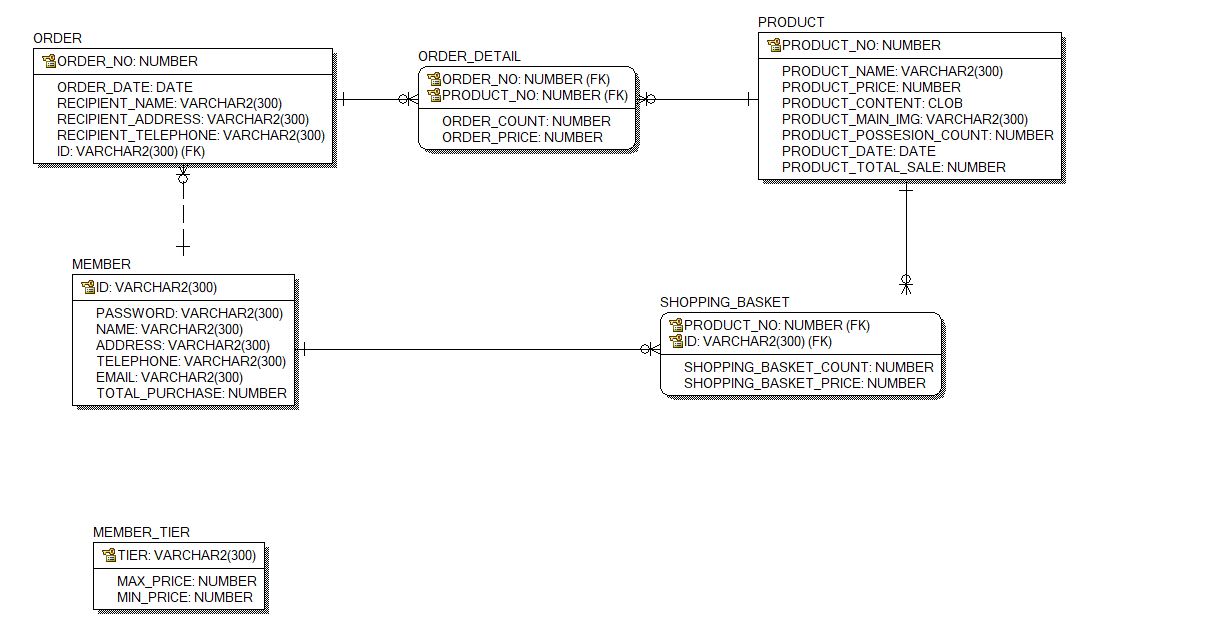 ORDER
ORDER_NO: NUMBER
ORDER_DATE: DATE
RECIPIENT_NAME: VARCHAR2(300)
RECIPIENT_ADDRESS: VARCHAR2(300)
RECIPIENT_TELEPHONE: VARCHAR2(300)
ID: VARCHAR2(300) (FK)
ORDER_DETAIL
ORDER_NO: NUMBER (FK)
PRODUCT_NO: NUMBER (FK)
ORDER_COUNT: NUMBER
ORDER_PRICE: NUMBER
PRODUCT
PRODUCT_NO: NUMBER
PRODUCT_NAME: VARCHAR2(300)
PRODUCT_PRICE: NUMBER
PRODUCT_CONTENT: CLOB
PRODUCT_MAIN_IMG: VARCHAR2(300)
PRODUCT_POSSESION_COUNT: NUMBER
PRODUCT_DATE: DATE
PRODUCT_TOTAL_SALE: NUMBER
MEMBER
ID: VARCHAR2(300)
PASSWORD: VARCHAR2(300)
NAME: VARCHAR2(300)
ADDRESS: VARCHAR2(300)
TELEPHONE: VARCHAR2(300)
EMAIL: VARCHAR2(300)
TOTAL_PURCHASE: NUMBER
SHOPPING_BASKET
PRODUCT_NO: NUMBER (FK)
ID: VARCHAR2(300) (FK)
SHOPPING_BASKET_COUNT: NUMBER
SHOPPING_BASKET_PRICE: NUMBER
MEMBER_TIER
TIER: VARCHAR2(300)
MAX_PRICE: NUMBER
MIN_PRICE: NUMBER